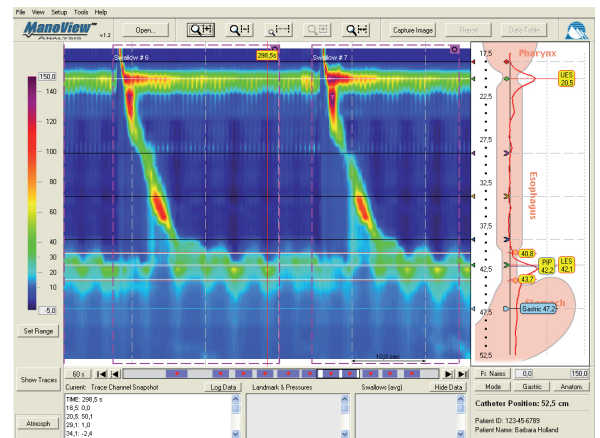 File View Setup Tools Help
ManoView™
ANALYSIS v1.2
Open...
Capture Image
Report
Data Table
150,0
140
120
100
80
60
40
30
20
10
-5,0
Set Range
Show Traces
Atmosph
Swallow # 6
298,5s
Swallow # 7
10,0 sec
17,5
22,5
27,5
32,5
37,5
42,5
47,5
52,5
Pharynx
UES
20,5
Esophagus
40,8
PIP
42,2
LES
42,1
43,7
Stomach
Gastric 47,2
60 s
Current: Trace Channel Snapshot
Log Data
Landmark & Pressures
Swallows (avg)
Hide Data
TIME: 298,5s
18,5: 0,0
20,5: 50,1
29,1: 1,0
34,1: -2,4
Fr. Nares 0,0 150,0
Mode Gastric Anatom.
Catheter Position: 52,5 cm
Patient ID: 123-45-6789
Patient Name: Barbara Holland